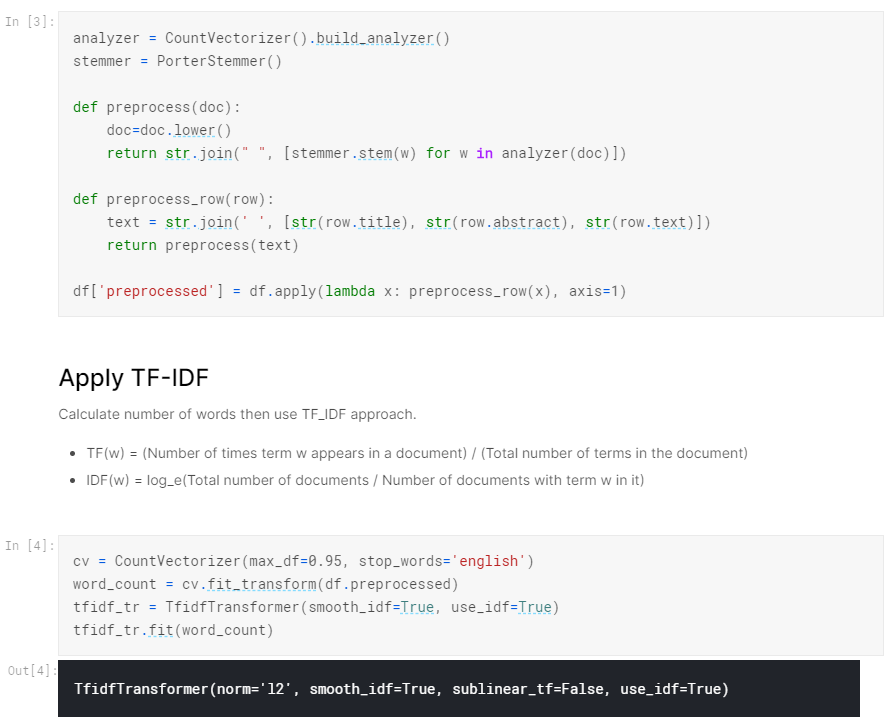 In [3]:
analyzer = CountVectorizer().build_analyzer()
stemmer = PorterStemmer()
def preprocess(doc):
    doc=doc.lower()
    return str.join(" ", [stemmer.stem(w) for w in analyzer(doc)])
def preprocess_row(row):
    text = str.join(' ', [str(row.title), str(row.abstract), str(row.text)])
    return preprocess(text)
df['preprocessed'] = df.apply(lambda x: preprocess_row(x), axis=1)
Apply TF-IDF
Calculate number of words then use TF_IDF approach.
• TF(w) = (Number of times term w appears in a document) / (Total number of terms in the document)
• IDF(w) = log_e(Total number of documents / Number of documents with term w in it)
In [4]:
cv = CountVectorizer(max_df=0.95, stop_words='english')
word_count = cv.fit_transform(df.preprocessed)
tfidf_tr = TfidfTransformer(smooth_idf=True, use_idf=True)
tfidf_tr.fit(word_count)
Out[4]:
TfidfTransformer(norm='l2', smooth_idf=True, sublinear_tf=False, use_idf=True)